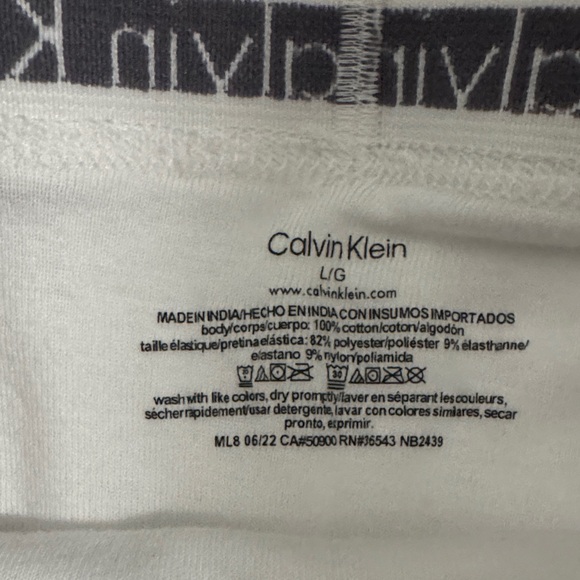 Calvin Klein
L/G
www.calvinklein.com
MADE IN INDIA/HECHO EN INDIA CON INSUMOS IMPORTADOS
body/corps/cuerpo: 100% cotton/coton/algodón
taille élastique/pretina elástica: 82% polyester/poliéster 9% élasthanne/
elastano 9% nylon/poliamida
30
wash with like colors, dry promptly/laver en séparant les couleurs,
sécher rapidement/usar detergente, lavar con colores similares, secar
pronto, exprimir.
ML8 06/22 CA#50900 RN#36543 NB2439